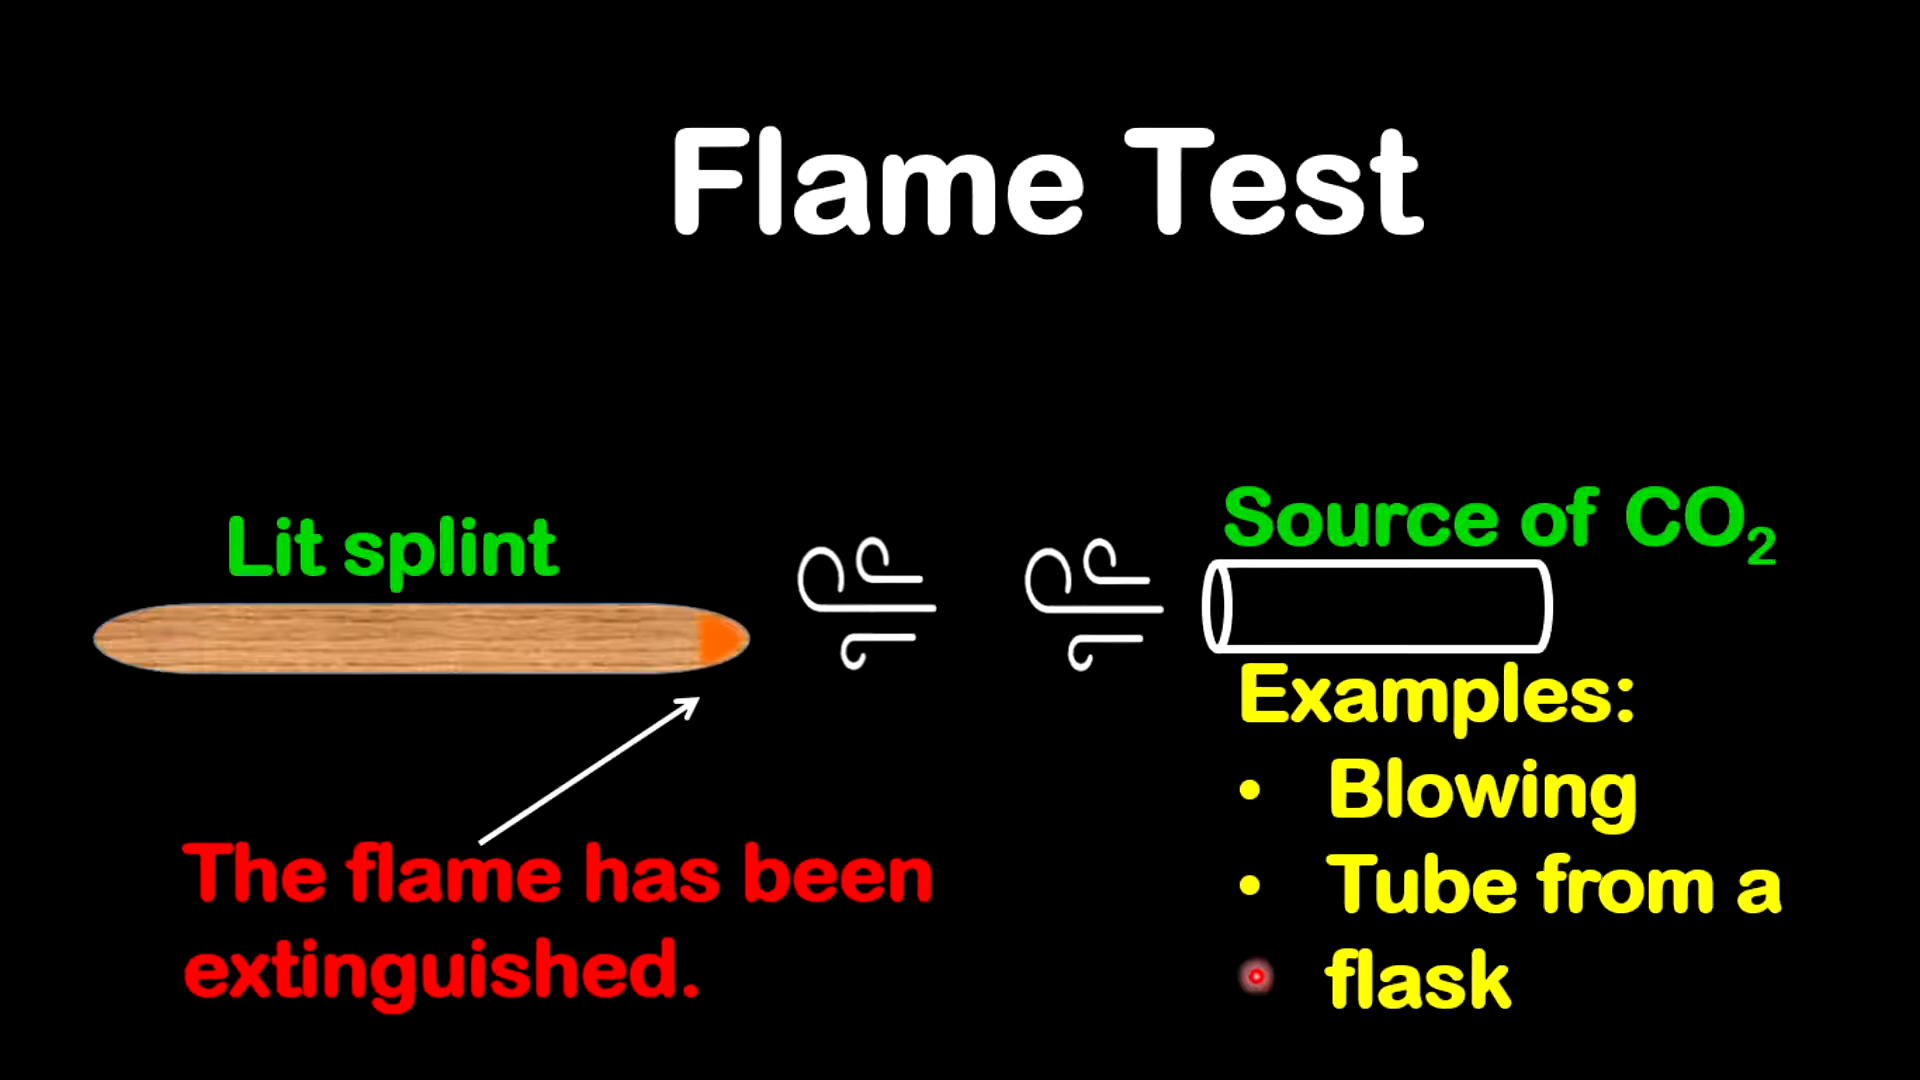 Flame Test
Lit splint
Source of CO₂
Examples:
• Blowing
• Tube from a
flask
The flame has been
extinguished.